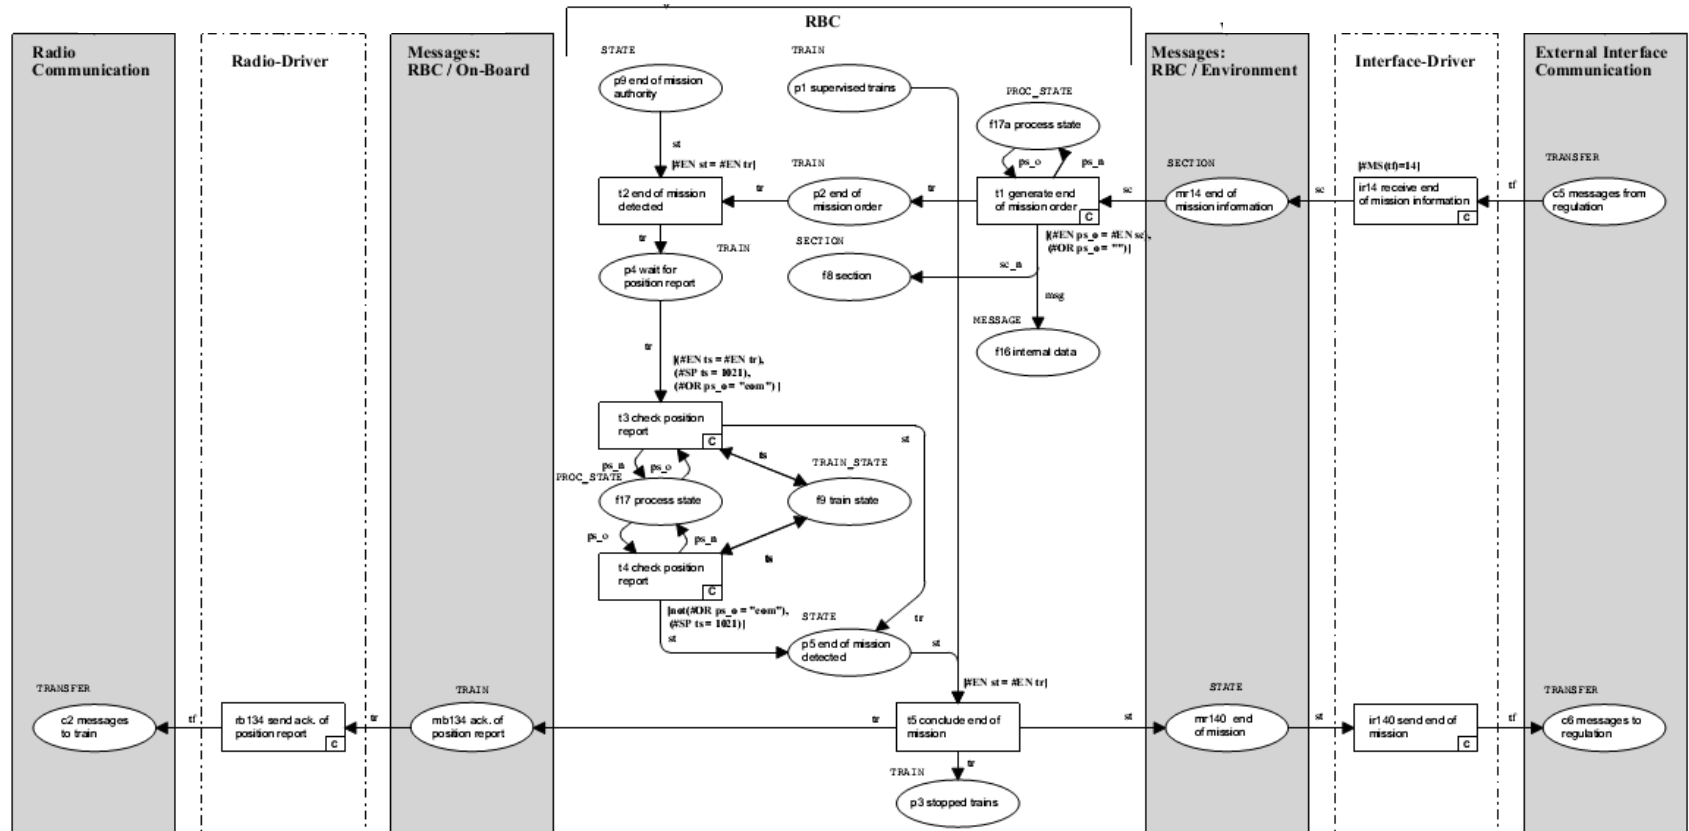 RBC
Radio
Communication
Radio-Driver
Messages:
RBC / On-Board
Messages:
RBC / Environment
Interface-Driver
External Interface
Communication
STATE
p9 end of mission
authority
TRAIN
p1 supervised trains
PROC_STATE
f17a process state
st
[#EN st = #EN tr]
ps_o
ps_n
t2 end of mission
detected
tr
TRAIN
p2 end of
mission order
tr
t1 generate end
of mission order
C
sc
SECTION
mr14 end of
mission information
sc
[#MS(tf)=14]
ir14 receive end
of mission information
C
tf
TRANSFER
c5 messages from
regulation
[(#EN ps_o = #EN sc),
(#OR ps_o = "")]
tr
TRAIN
p4 wait for
position report
SECTION
f8 section
sc_n
msg
MESSAGE
f16 internal data
tr
[(#EN ts = #EN tr),
(#SP ts = 1021),
(#OR ps_o = "com")]
t3 check position
report
C
st
ps_n
ps_o
ts
PROC_STATE
f17 process state
TRAIN_STATE
f9 train state
ps_o
ps_n
ts
t4 check position
report
C
[not(#OR ps_o = "com"),
(#SP ts = 1021)]
st
STATE
p5 end of mission
detected
tr
st
[#EN st = #EN tr]
TRANSFER
c2 messages
to train
tf
rb134 send ack. of
position report
C
tr
TRAIN
mb134 ack. of
position report
tr
t5 conclude end of
mission
st
STATE
mr140 end
of mission
st
ir140 send end of
mission
C
tf
TRANSFER
c6 messages to
regulation
tr
TRAIN
p3 stopped trains